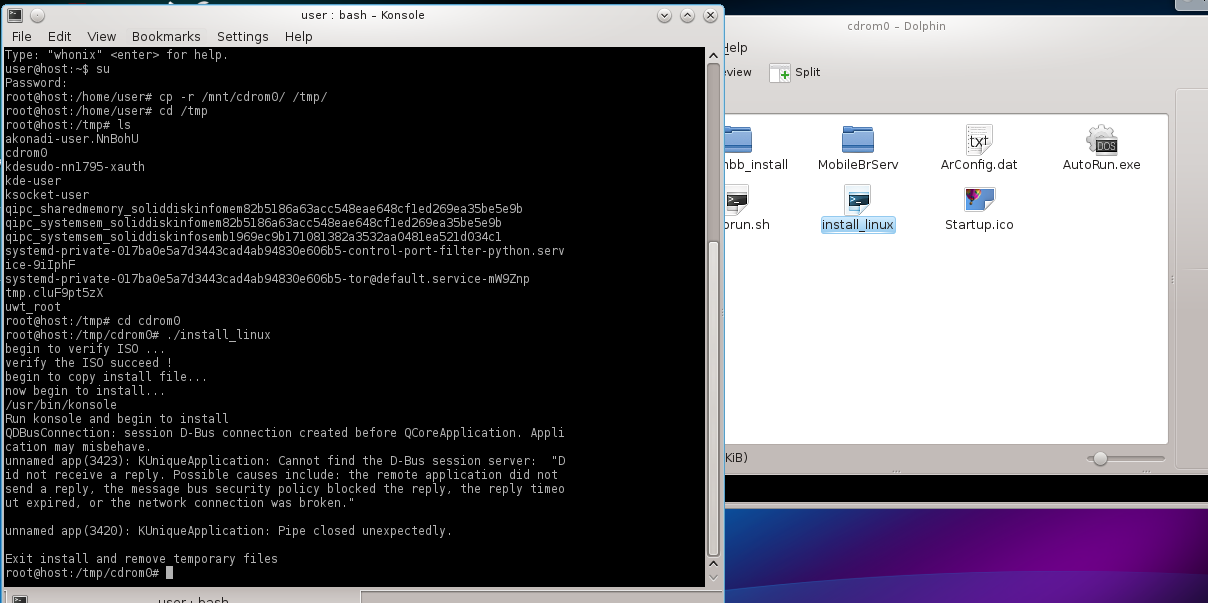 user : bash – Konsole
File Edit View Bookmarks Settings Help
Type: "whonix" <enter> for help.
user@host:~$ su
Password:
root@host:/home/user# cp -r /mnt/cdrom0/ /tmp/
root@host:/home/user# cd /tmp
root@host:/tmp# ls
akonadi-user.NnBohU
cdrom0
kdesudo-nn1795-xauth
kde-user
ksocket-user
qipc_sharedmemory_soliddiskinfomem82b5186a63acc548eae648cf1ed269ea35be5e9b
qipc_systemsem_soliddiskinfomem82b5186a63acc548eae648cf1ed269ea35be5e9b
qipc_systemsem_soliddiskinfosemb1969ec9b171081382a3532aa0481ea521d034c1
systemd-private-017ba0e5a7d3443cad4ab94830e606b5-control-port-filter-python.serv
ice-9iIphF
systemd-private-017ba0e5a7d3443cad4ab94830e606b5-tor@default.service-mW9Znp
tmp.cluF9pt5zX
uwt_root
root@host:/tmp# cd cdrom0
root@host:/tmp/cdrom0# ./install_linux
begin to verify ISO ...
verify the ISO succeed !
begin to copy install file...
now begin to install...
/usr/bin/konsole
Run konsole and begin to install
QDBusConnection: session D-Bus connection created before QCoreApplication. Appli
cation may misbehave.
unnamed app(3423): KUniqueApplication: Cannot find the D-Bus session server:  "D
id not receive a reply. Possible causes include: the remote application did not
send a reply, the message bus security policy blocked the reply, the reply timeo
ut expired, or the network connection was broken."
unnamed app(3420): KUniqueApplication: Pipe closed unexpectedly.
Exit install and remove temporary files
root@host:/tmp/cdrom0#
user : bash
cdrom0 – Dolphin
Help
view Split
nbb_install MobileBrServ ArConfig.dat AutoRun.exe
orun.sh install_linux Startup.ico
txt
DOS
KiB)